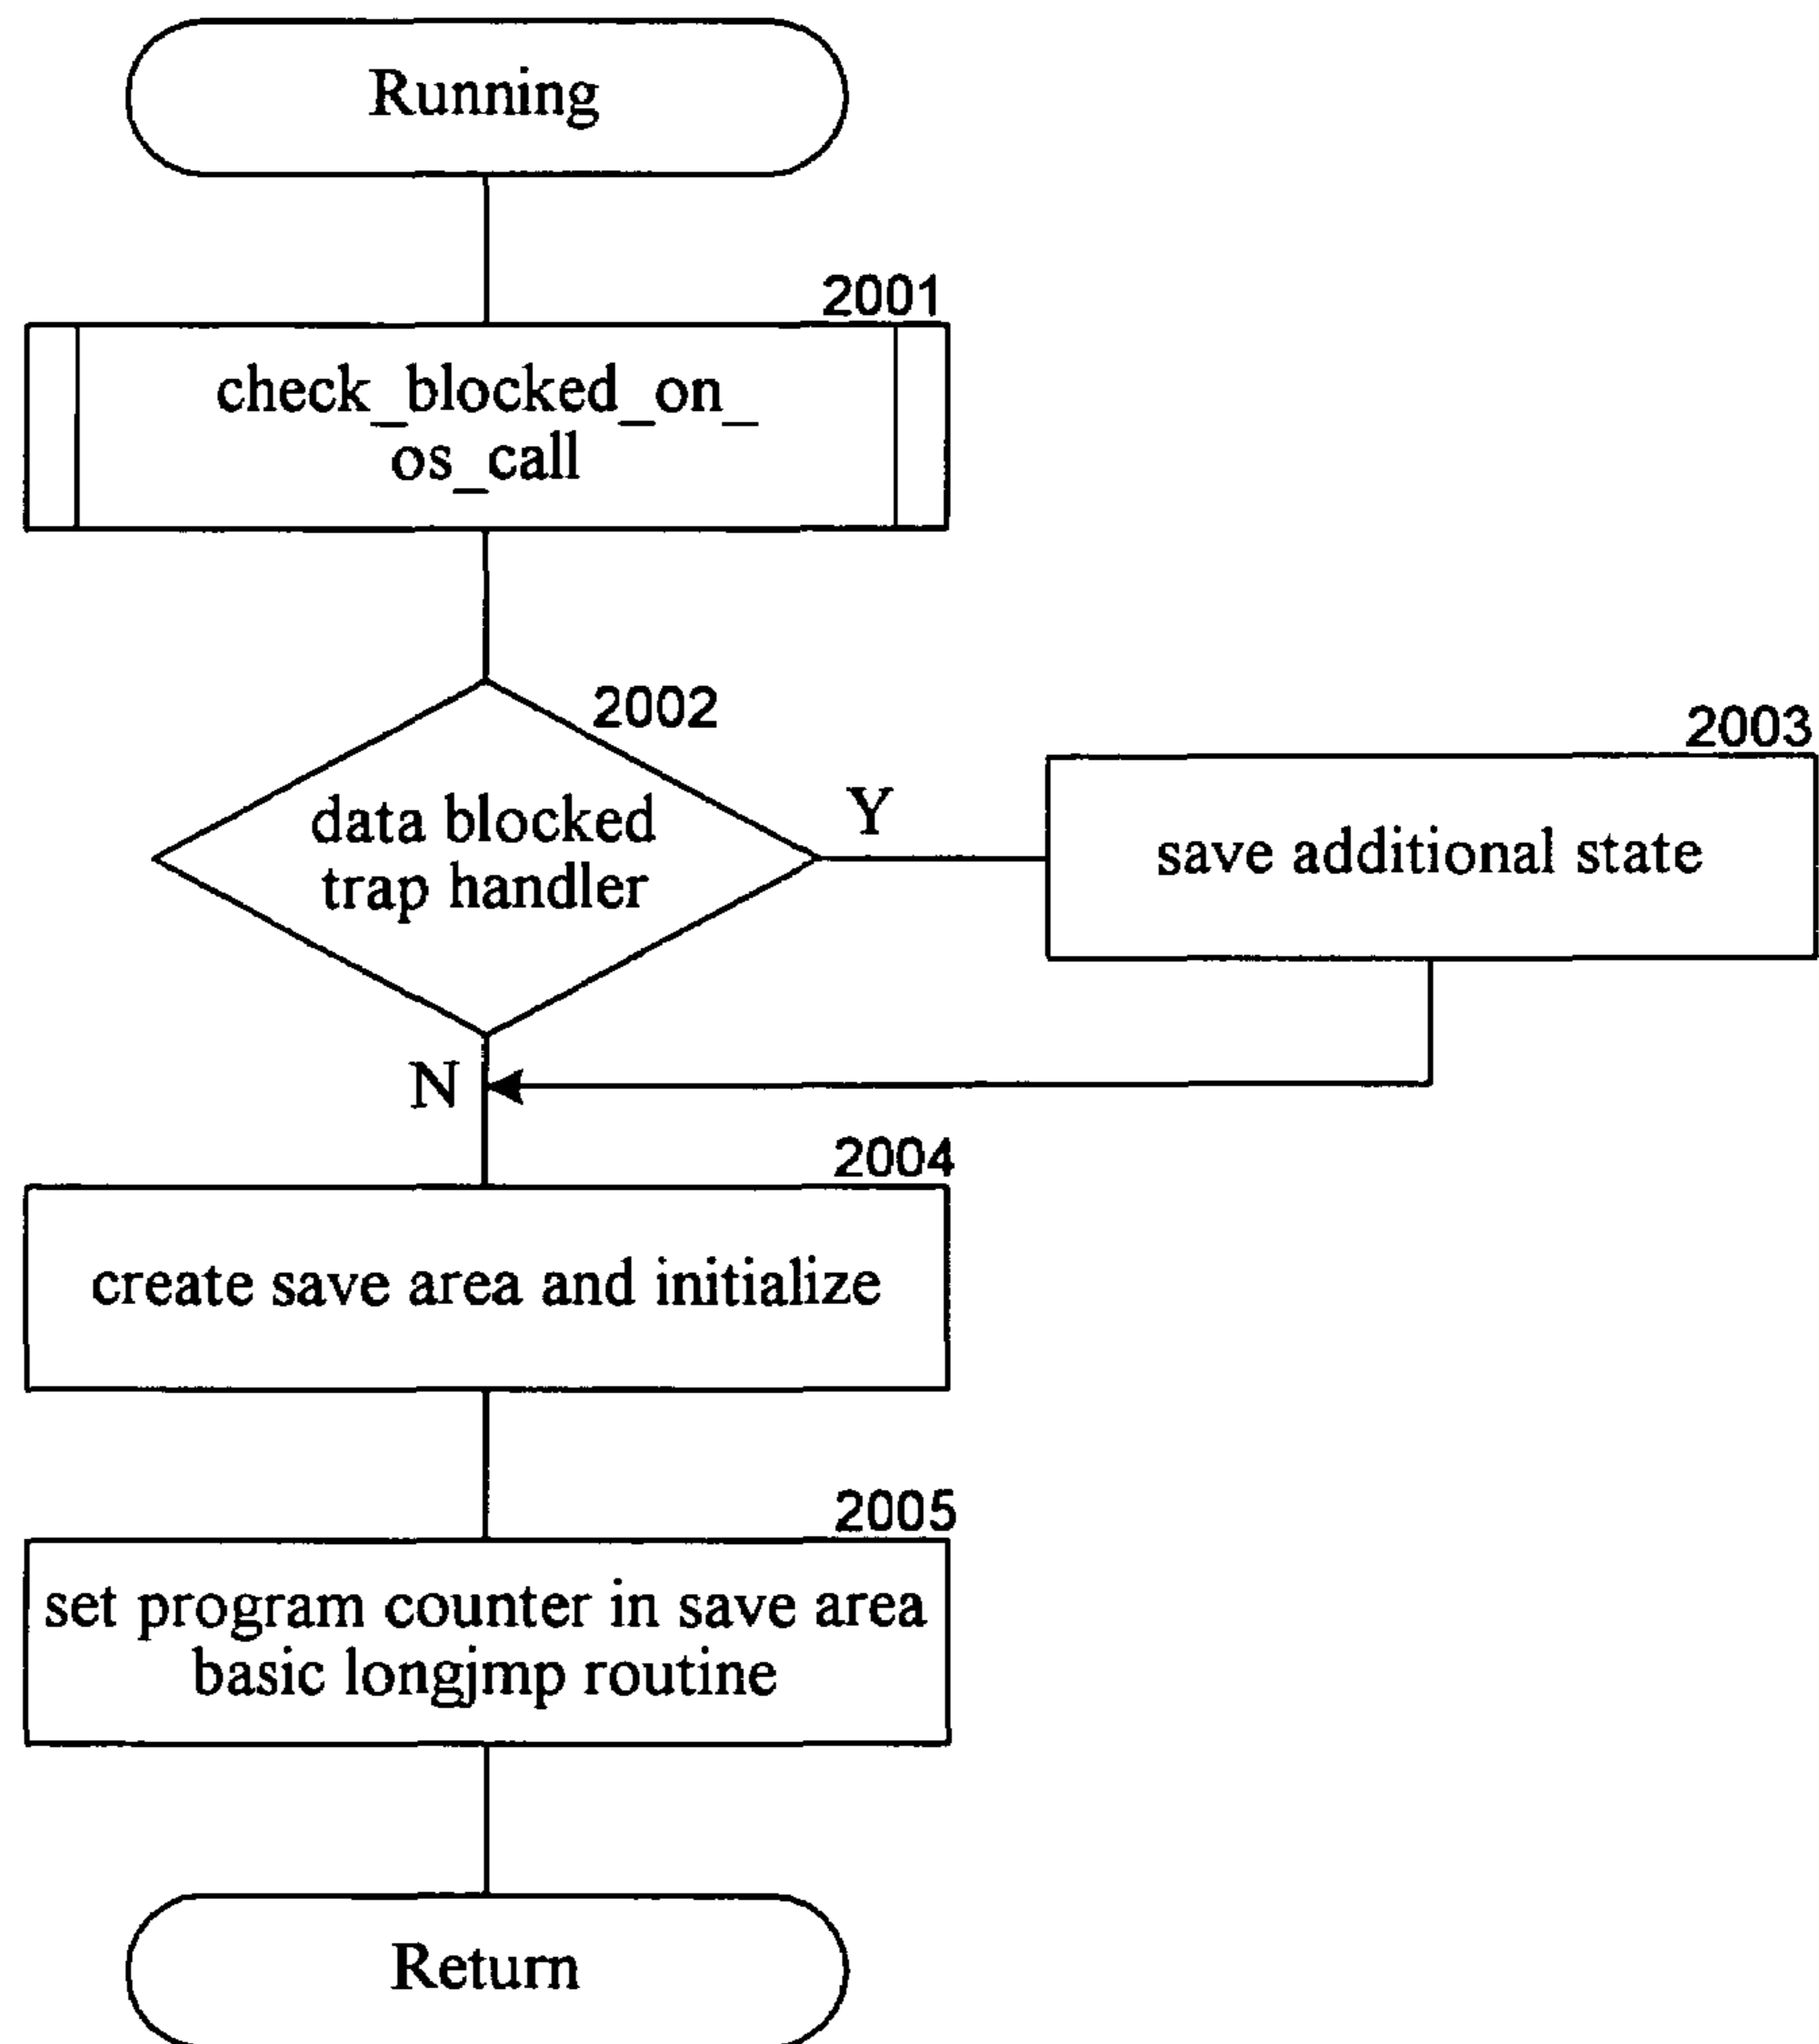 Running
2001
check_blocked_on_
os_call
2002
data blocked
trap handler
Y
2003
save additional state
N
2004
create save area and initialize
2005
set program counter in save area
basic longjmp routine
Return